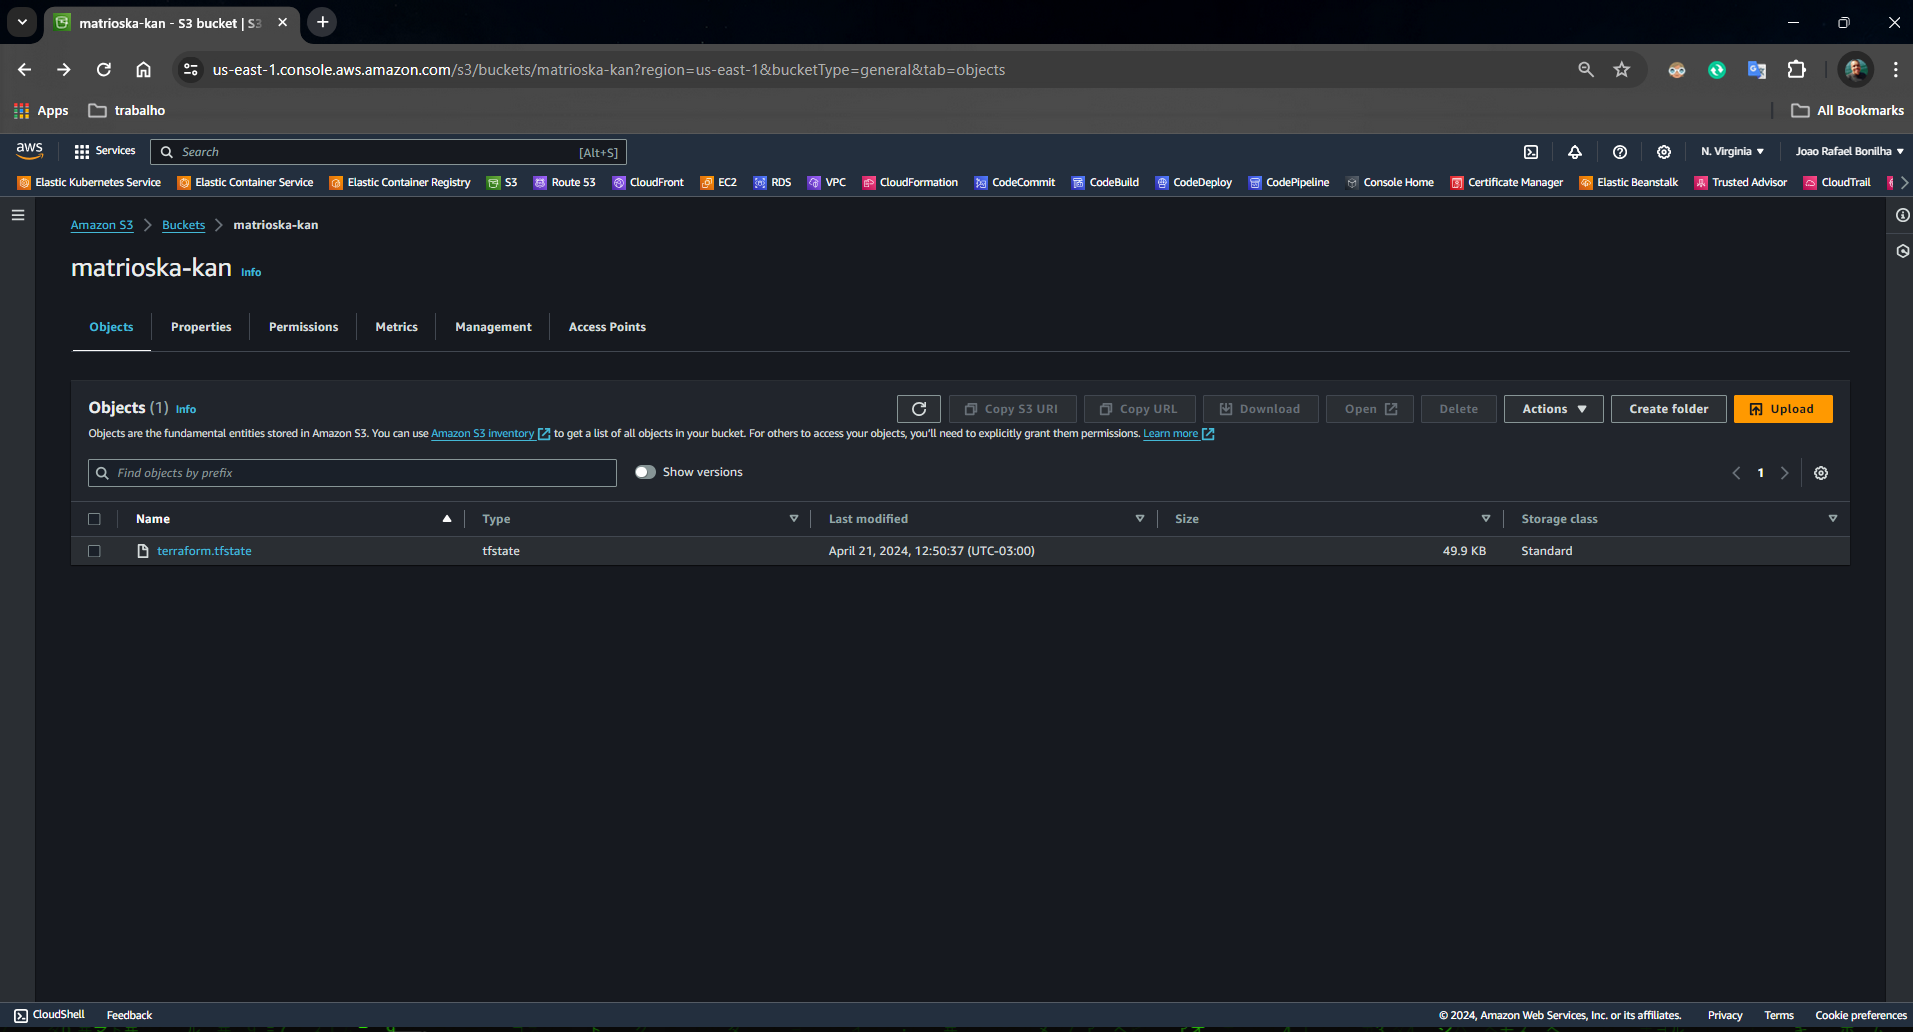 matrioska-kan - S3 bucket | S3
us-east-1.console.aws.amazon.com/s3/buckets/matrioska-kan?region=us-east-1&bucketType=general&tab=objects
Apps trabalho All Bookmarks
aws Services Search [Alt+S] N. Virginia Joao Rafael Bonilha
Elastic Kubernetes Service Elastic Container Service Elastic Container Registry S3 Route 53 CloudFront EC2 RDS VPC CloudFormation CodeCommit CodeBuild CodeDeploy CodePipeline Console Home Certificate Manager Elastic Beanstalk Trusted Advisor CloudTrail
Amazon S3 Buckets matrioska-kan
matrioska-kan Info
Objects Properties Permissions Metrics Management Access Points
Objects (1) Info Copy S3 URI Copy URL Download Open Delete Actions Create folder Upload
Objects are the fundamental entities stored in Amazon S3. You can use Amazon S3 inventory to get a list of all objects in your bucket. For others to access your objects, you'll need to explicitly grant them permissions. Learn more
Find objects by prefix Show versions 1
Name Type Last modified Size Storage class
terraform.tfstate tfstate April 21, 2024, 12:50:37 (UTC-03:00) 49.9 KB Standard
CloudShell Feedback © 2024, Amazon Web Services, Inc. or its affiliates. Privacy Terms Cookie preferences